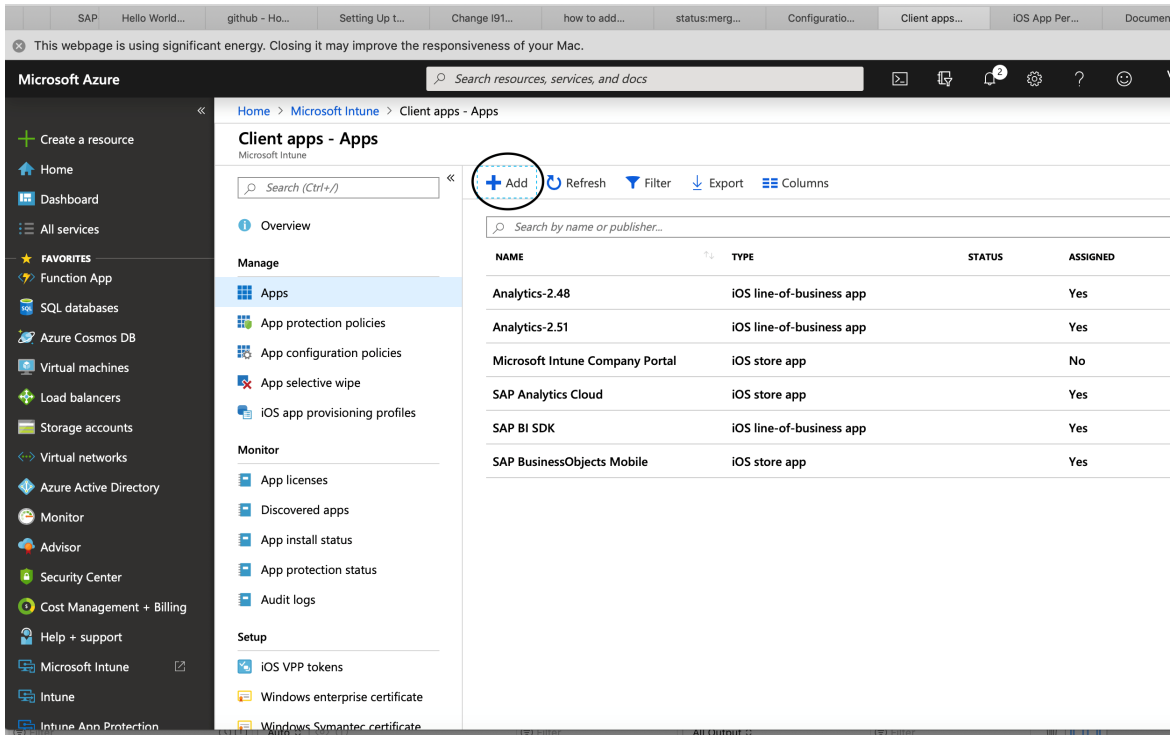 SAP Hello World... github - Ho... Setting Up t... Change I91... how to add... status:merg... Configuratio... Client apps... iOS App Per... Documen
This webpage is using significant energy. Closing it may improve the responsiveness of your Mac.
Microsoft Azure
Search resources, services, and docs
2
?
«
Create a resource
Home
Dashboard
All services
FAVORITES
Function App
SQL databases
Azure Cosmos DB
Virtual machines
Load balancers
Storage accounts
Virtual networks
Azure Active Directory
Monitor
Advisor
Security Center
Cost Management + Billing
Help + support
Microsoft Intune
Intune
Intune App Protection
Home > Microsoft Intune > Client apps - Apps
Client apps - Apps
Microsoft Intune
Search (Ctrl+/)
«
Overview
Manage
Apps
App protection policies
App configuration policies
App selective wipe
iOS app provisioning profiles
Monitor
App licenses
Discovered apps
App install status
App protection status
Audit logs
Setup
iOS VPP tokens
Windows enterprise certificate
Windows Symantec certificate
Add Refresh Filter Export Columns
Search by name or publisher...
NAME TYPE STATUS ASSIGNED
Analytics-2.48 iOS line-of-business app Yes
Analytics-2.51 iOS line-of-business app Yes
Microsoft Intune Company Portal iOS store app No
SAP Analytics Cloud iOS store app Yes
SAP BI SDK iOS line-of-business app Yes
SAP BusinessObjects Mobile iOS store app Yes
Filter Auto Filter All Output Filter